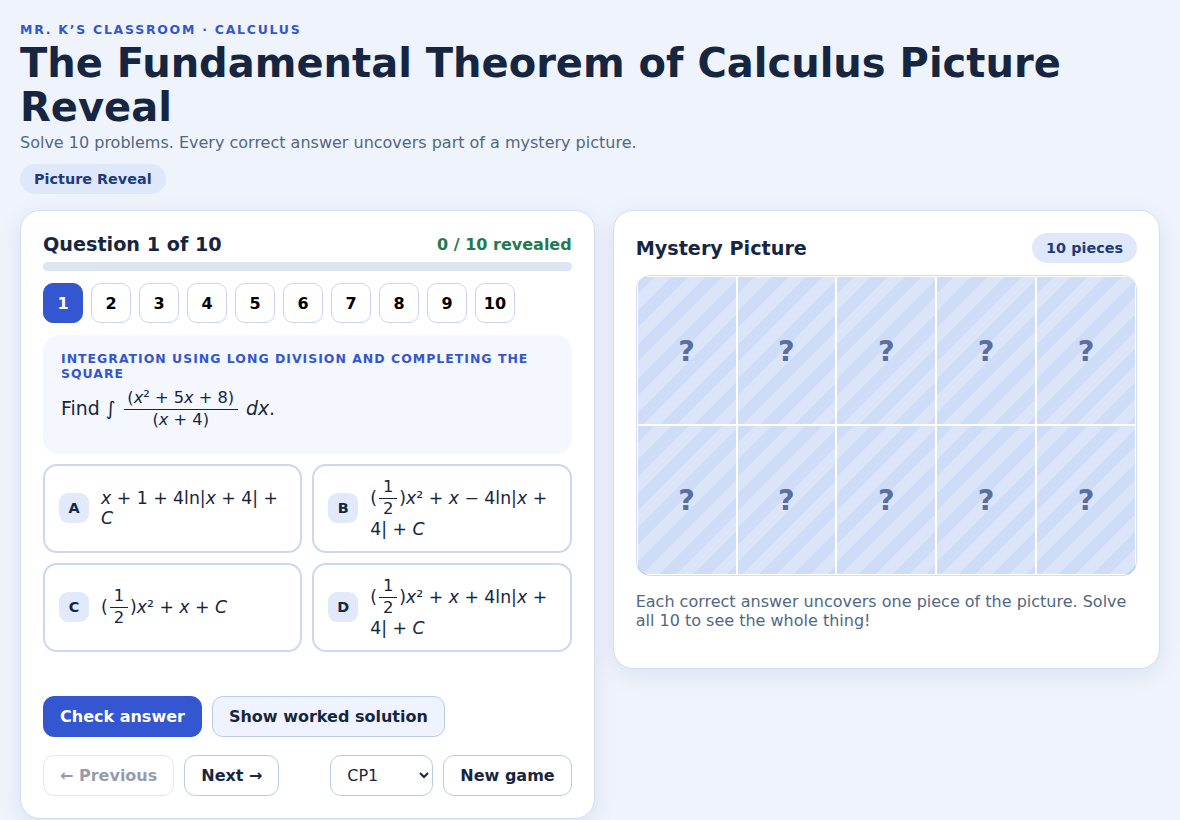 MR. K'S CLASSROOM · CALCULUS
The Fundamental Theorem of Calculus Picture
Reveal
Solve 10 problems. Every correct answer uncovers part of a mystery picture.
Picture Reveal
Question 1 of 10
0 / 10 revealed
1 2 3 4 5 6 7 8 9 10
INTEGRATION USING LONG DIVISION AND COMPLETING THE
SQUARE
Find ∫ (x² + 5x + 8)/(x + 4) dx.
A x + 1 + 4ln|x + 4| +
C
B (1/2)x² + x − 4ln|x +
4| + C
C (1/2)x² + x + C
D (1/2)x² + x + 4ln|x +
4| + C
Check answer
Show worked solution
← Previous
Next →
CP1
New game
Mystery Picture
10 pieces
? ? ? ? ?
? ? ? ? ?
Each correct answer uncovers one piece of the picture. Solve
all 10 to see the whole thing!